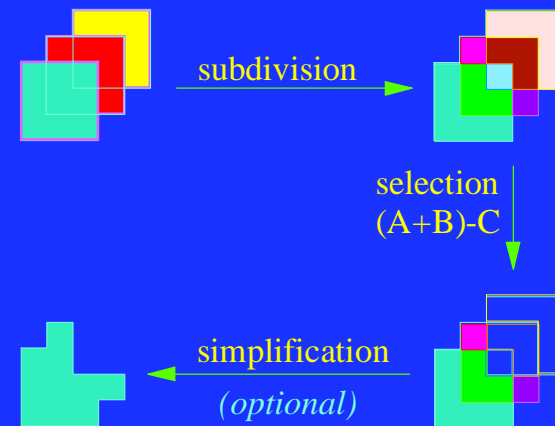 subdivision
selection
(A+B)-C
simplification
(optional)